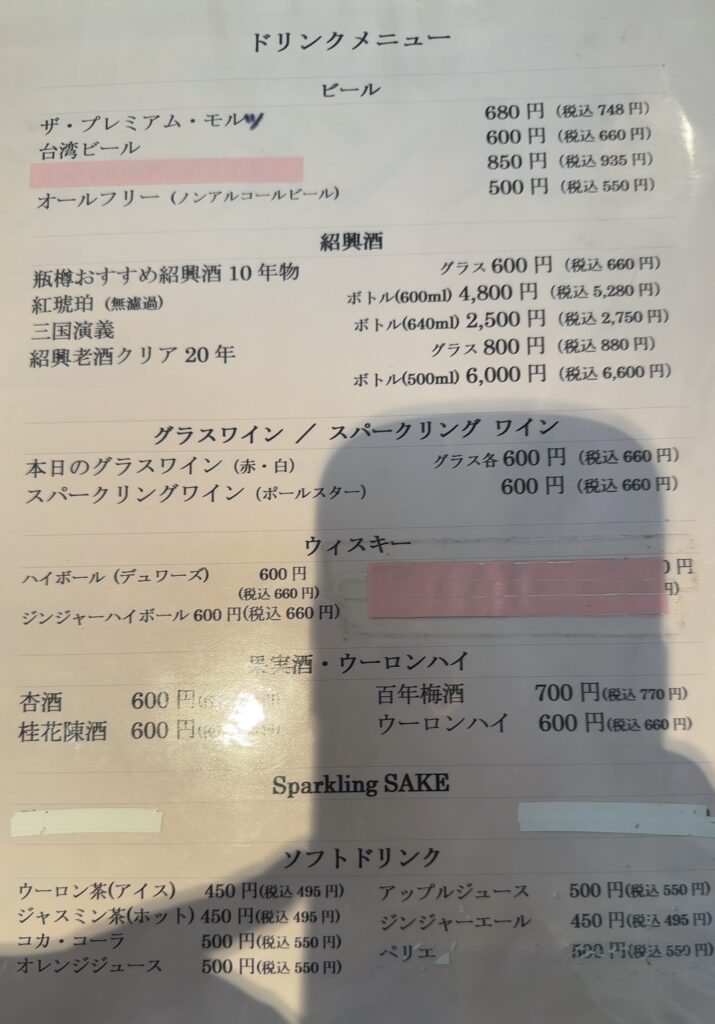 ドリンクメニュー
ビール
ザ・プレミアム・モルツ 680円（税込748円）
台湾ビール 600円（税込660円）
850円（税込935円）
オールフリー（ノンアルコールビール） 500円（税込550円）
紹興酒
瓶樽おすすめ紹興酒10年物 グラス600円（税込660円）
紅琥珀（無濾過） ボトル(600ml) 4,800円（税込5,280円）
三国演義 ボトル(640ml) 2,500円（税込2,750円）
紹興老酒クリア20年 グラス800円（税込880円）
ボトル(500ml) 6,000円（税込6,600円）
グラスワイン ／ スパークリング ワイン
本日のグラスワイン（赤・白） グラス各600円（税込660円）
スパークリングワイン（ポールスター） 600円（税込660円）
ウィスキー
ハイボール（デュワーズ） 600円 円
(税込660円)
ジンジャーハイボール600円(税込660円)
果実酒・ウーロンハイ
杏酒 600円 百年梅酒 700円(税込770円)
桂花陳酒 600円 ウーロンハイ 600円(税込660円)
Sparkling SAKE
ソフトドリンク
ウーロン茶(アイス) 450円(税込495円) アップルジュース 500円(税込550円)
ジャスミン茶(ホット) 450円(税込495円) ジンジャーエール 450円(税込495円)
コカ・コーラ 500円(税込550円) ペリエ 500円(税込550円)
オレンジジュース 500円(税込550円)